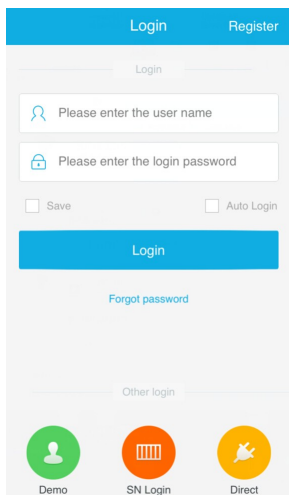 Login Register
Login
Please enter the user name
Please enter the login password
Save Auto Login
Login
Forgot password
Other login
Demo SN Login Direct